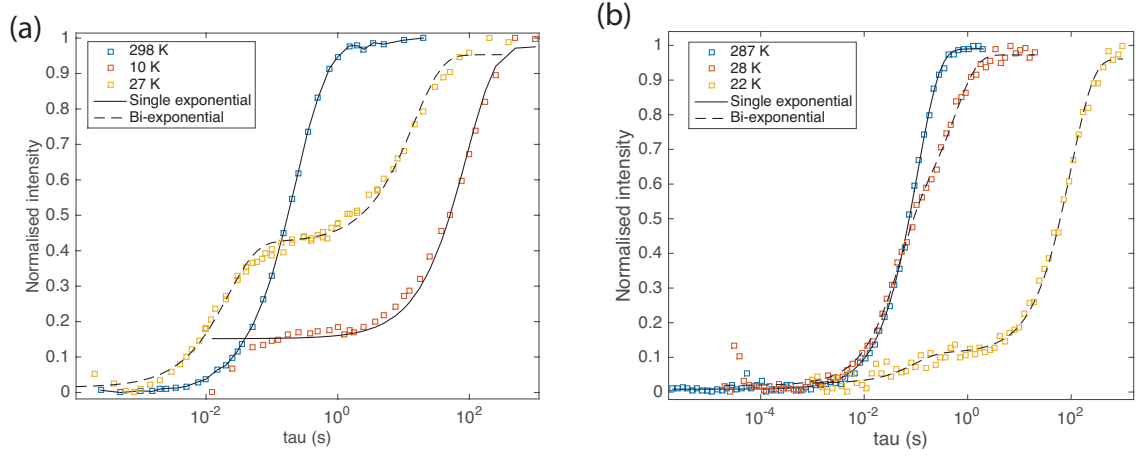 (a)
298 K
10 K
27 K
Single exponential
Bi-exponential
1
0.9
0.8
0.7
0.6
0.5
0.4
0.3
0.2
0.1
0
Normalised intensity
10^-2
10^0
10^2
tau (s)
(b)
287 K
28 K
22 K
Single exponential
Bi-exponential
1
0.9
0.8
0.7
0.6
0.5
0.4
0.3
0.2
0.1
0
Normalised intensity
10^-4
10^-2
10^0
10^2
tau (s)